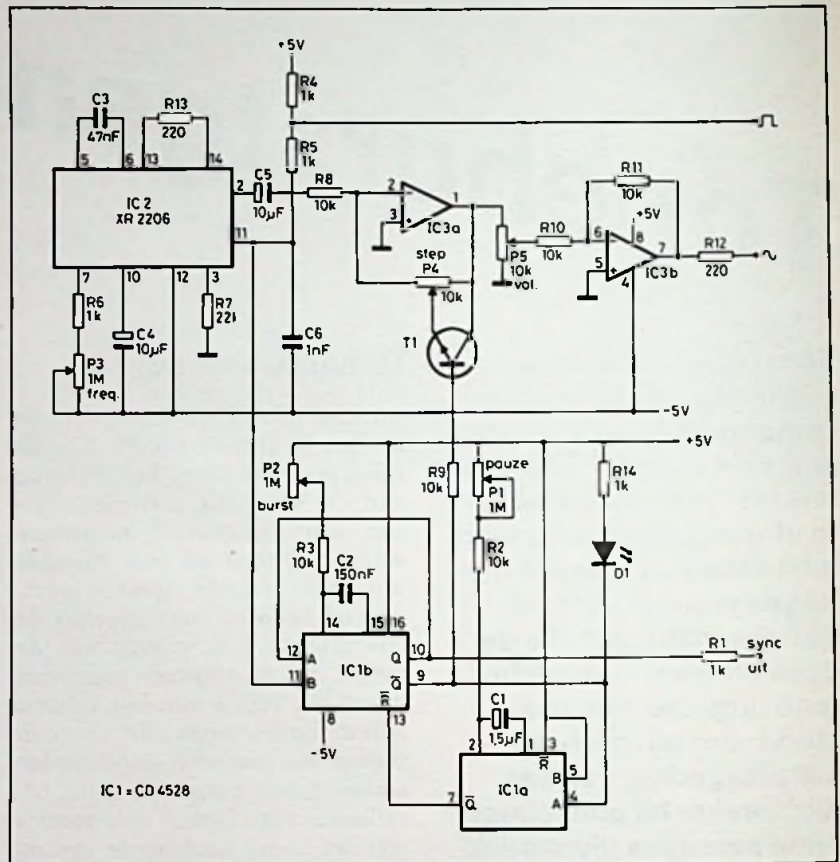 +5V
R4
1k
C3
47nF
R13
220
5
6
13
14
R5
1k
R11
10k
IC 2
XR 2206
2
C5
10µF
R8
10k
2
3
1
IC3a
11
P5
10k
vol.
R10
10k
6
5
+5V
8
4
7
IC3b
R12
220
step
P4
10k
7
10
12
3
R6
1k
C4
10µF
R7
C6
1nF
T1
P3
1M
freq.
-5V
+5V
P2
1M
burst
R9
10k
pauze
P1
1M
R14
1k
R3
10k
C2
150nF
R2
10k
D1
14
15
16
12
A
Q
10
11
B
IC1b
Q̅
9
R1
1k
sync
uit
8
R̅
13
-5V
C1
1,5µF
2
1
3
R̅
B
5
7
Q̅
IC1a
A
4
IC1 = CD 4528